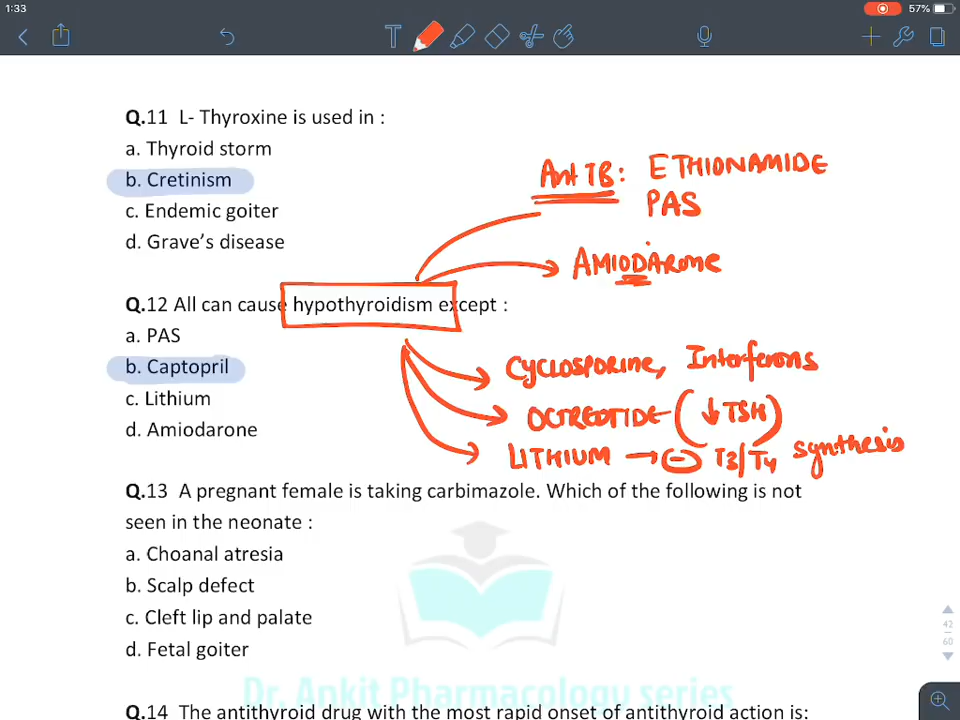 1:33
57%
T
Q.11 L- Thyroxine is used in :
a. Thyroid storm
b. Cretinism
c. Endemic goiter
d. Grave's disease
Anti TB: ETHIONAMIDE
PAS
AMIODARone
Q.12 All can cause hypothyroidism except :
a. PAS
b. Captopril
c. Lithium
d. Amiodarone
CYCLOSPORINE, Interferons
OCTREOTIDE (↓ TSH)
LITHIUM → ⊖ T3/T4 synthesis
Q.13 A pregnant female is taking carbimazole. Which of the following is not
seen in the neonate :
a. Choanal atresia
b. Scalp defect
c. Cleft lip and palate
d. Fetal goiter
42
60
Dr. Ankit Pharmacology series
Q.14 The antithyroid drug with the most rapid onset of antithyroid action is: